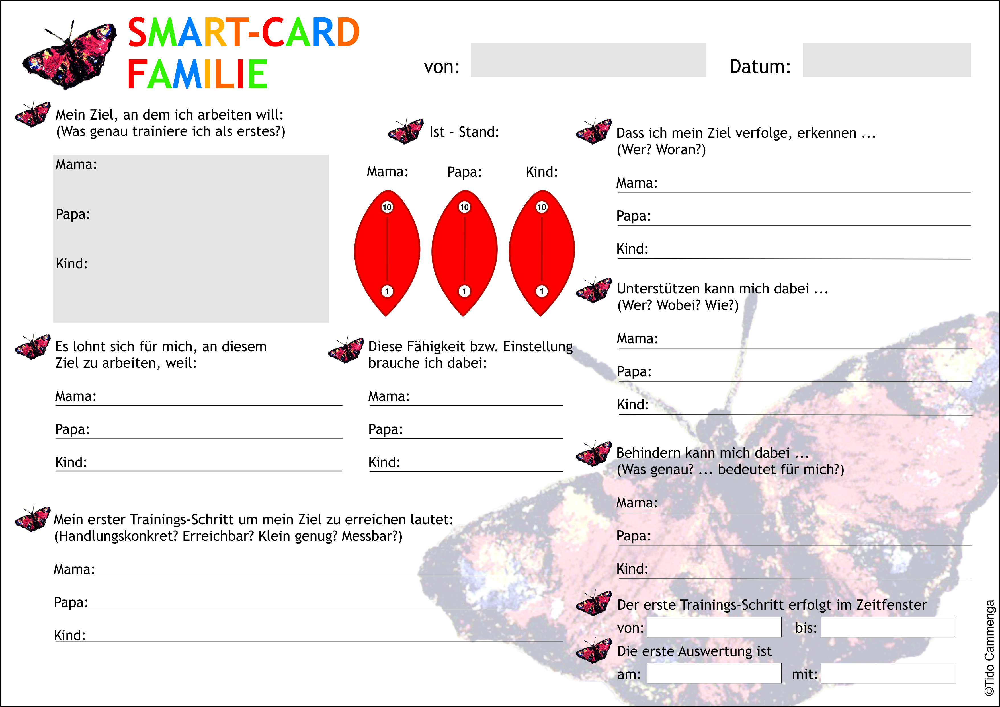 SMART-CARD
FAMILIE
von:
Datum:
Mein Ziel, an dem ich arbeiten will:
(Was genau trainiere ich als erstes?)
Mama:
Papa:
Kind:
Ist - Stand:
Mama: Papa: Kind:
10 10 10
1 1 1
Dass ich mein Ziel verfolge, erkennen ...
(Wer? Woran?)
Mama:
Papa:
Kind:
Unterstützen kann mich dabei ...
(Wer? Wobei? Wie?)
Mama:
Papa:
Kind:
Es lohnt sich für mich, an diesem
Ziel zu arbeiten, weil:
Mama:
Papa:
Kind:
Diese Fähigkeit bzw. Einstellung
brauche ich dabei:
Mama:
Papa:
Kind:
Behindern kann mich dabei ...
(Was genau? ... bedeutet für mich?)
Mama:
Papa:
Kind:
Mein erster Trainings-Schritt um mein Ziel zu erreichen lautet:
(Handlungskonkret? Erreichbar? Klein genug? Messbar?)
Mama:
Papa:
Kind:
Der erste Trainings-Schritt erfolgt im Zeitfenster
von: bis:
Die erste Auswertung ist
am: mit:
©Tido Cammenga